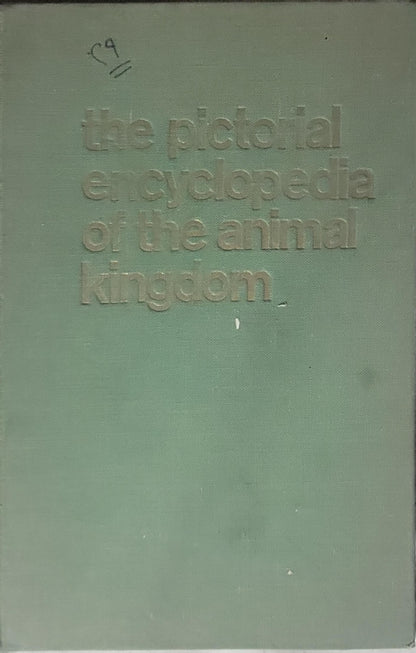 the pictorial
encyclopedia
of the animal
kingdom